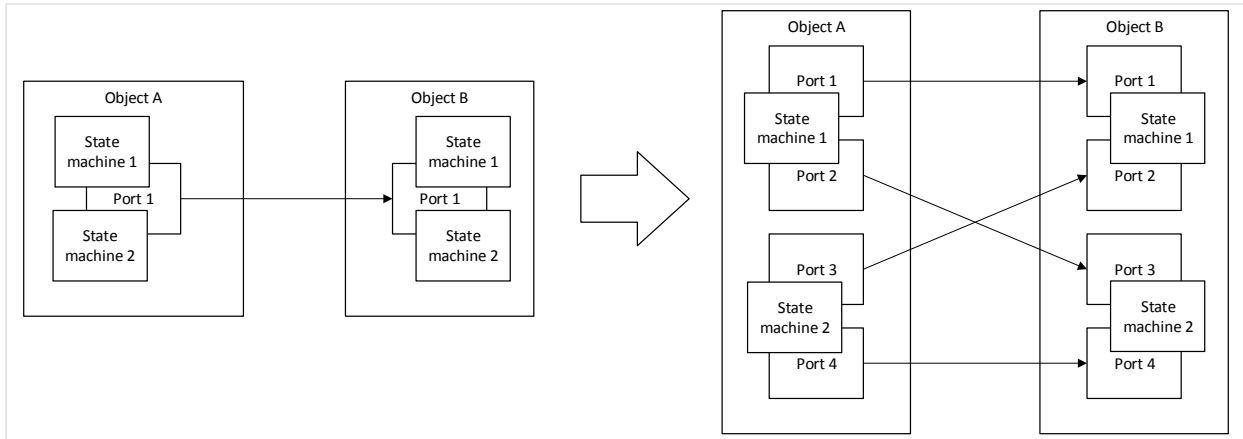 Object A
State
machine 1
Port 1
State
machine 2
Object B
State
machine 1
Port 1
State
machine 2
Object A
Port 1
State
machine 1
Port 2
Port 3
State
machine 2
Port 4
Object B
Port 1
State
machine 1
Port 2
Port 3
State
machine 2
Port 4